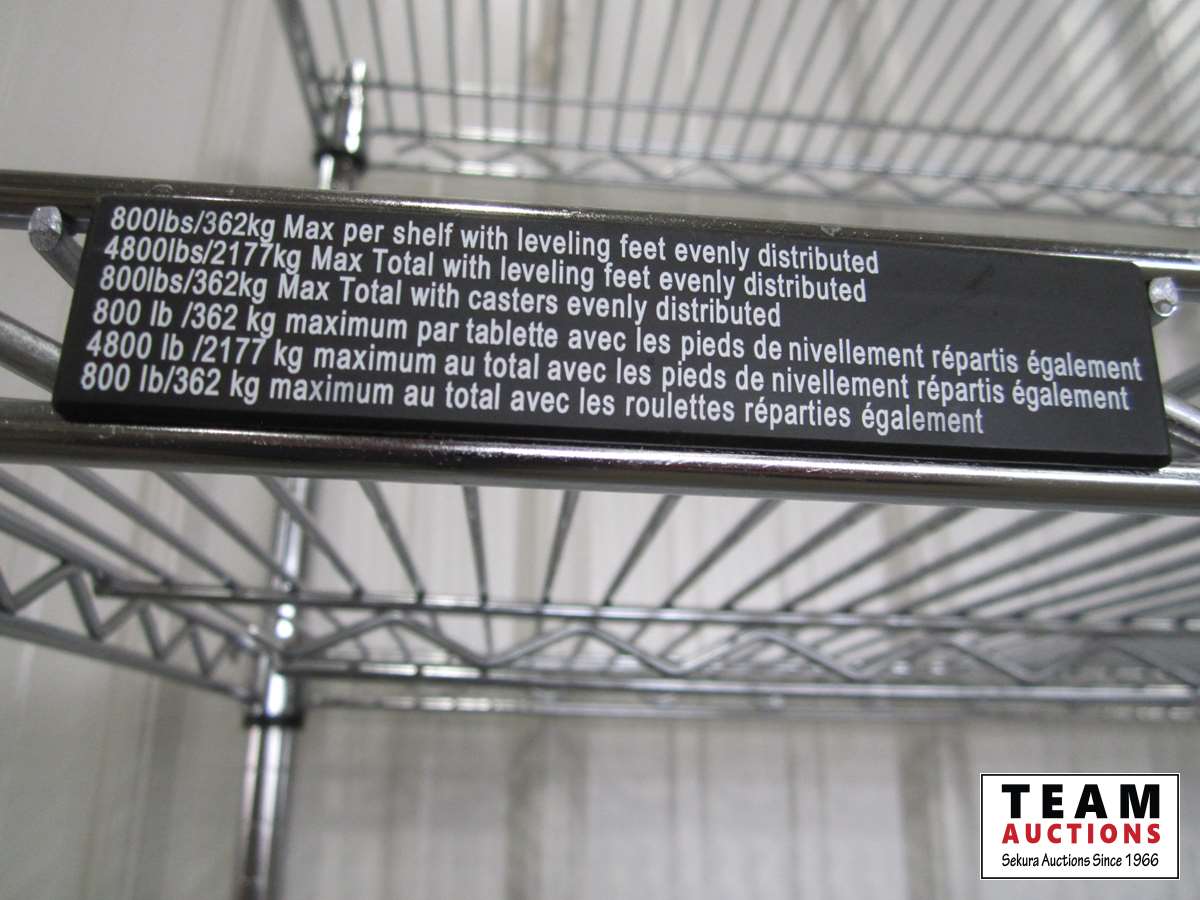 800lbs/362kg Max per shelf with leveling feet evenly distributed
4800lbs/2177kg Max Total with leveling feet evenly distributed
800lbs/362kg Max Total with casters evenly distributed
800 lb /362 kg maximum par tablette avec les pieds de nivellement répartis également
4800 lb /2177 kg maximum au total avec les pieds de nivellement répartis également
800 lb/362 kg maximum au total avec les roulettes réparties également
TEAM
AUCTIONS
Sekura Auctions Since 1966